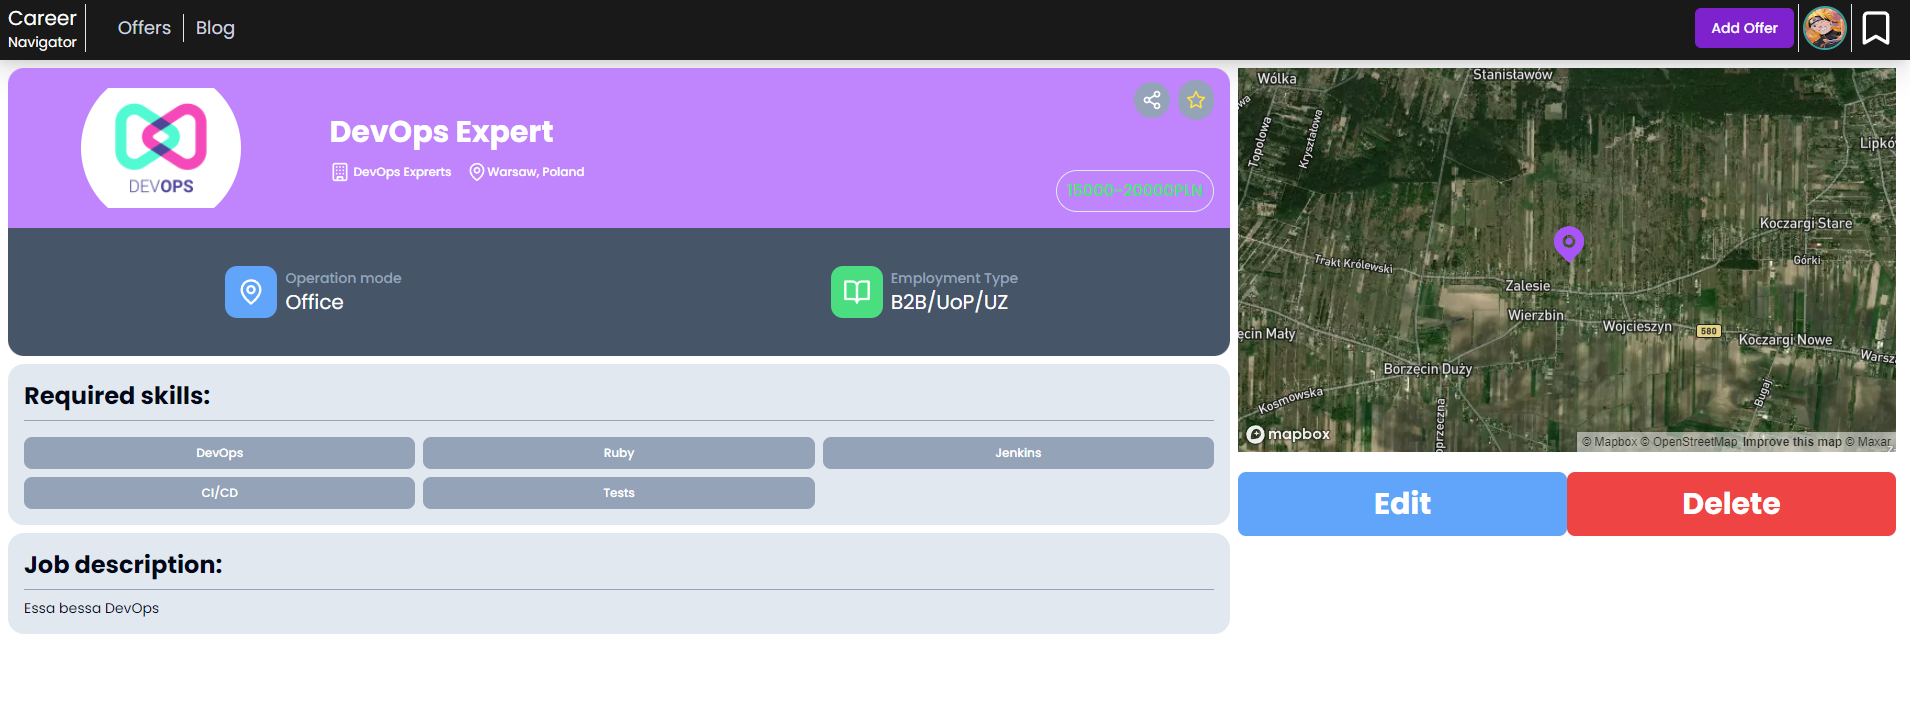 Career
Navigator
Offers
Blog
Add Offer
DEVOPS
DevOps Expert
DevOps Exprerts
Warsaw, Poland
15000-20000PLN
Operation mode
Office
Employment Type
B2B/UoP/UZ
Required skills:
DevOps
Ruby
Jenkins
CI/CD
Tests
Job description:
Essa bessa DevOps
Wólka
Stanisławów
Topolowa
Kryształowa
Lipkó
Koczargi Stare
Trakt Królewski
Górki
Zalesie
Wierzbin
Wojcieszyn
580
Koczargi Nowe
ęcin Mały
Warsz
Borzęcin Duży
Kosmowska
oprzeczna
Bugaj
mapbox
© Mapbox © OpenStreetMap Improve this map © Maxar
Edit
Delete